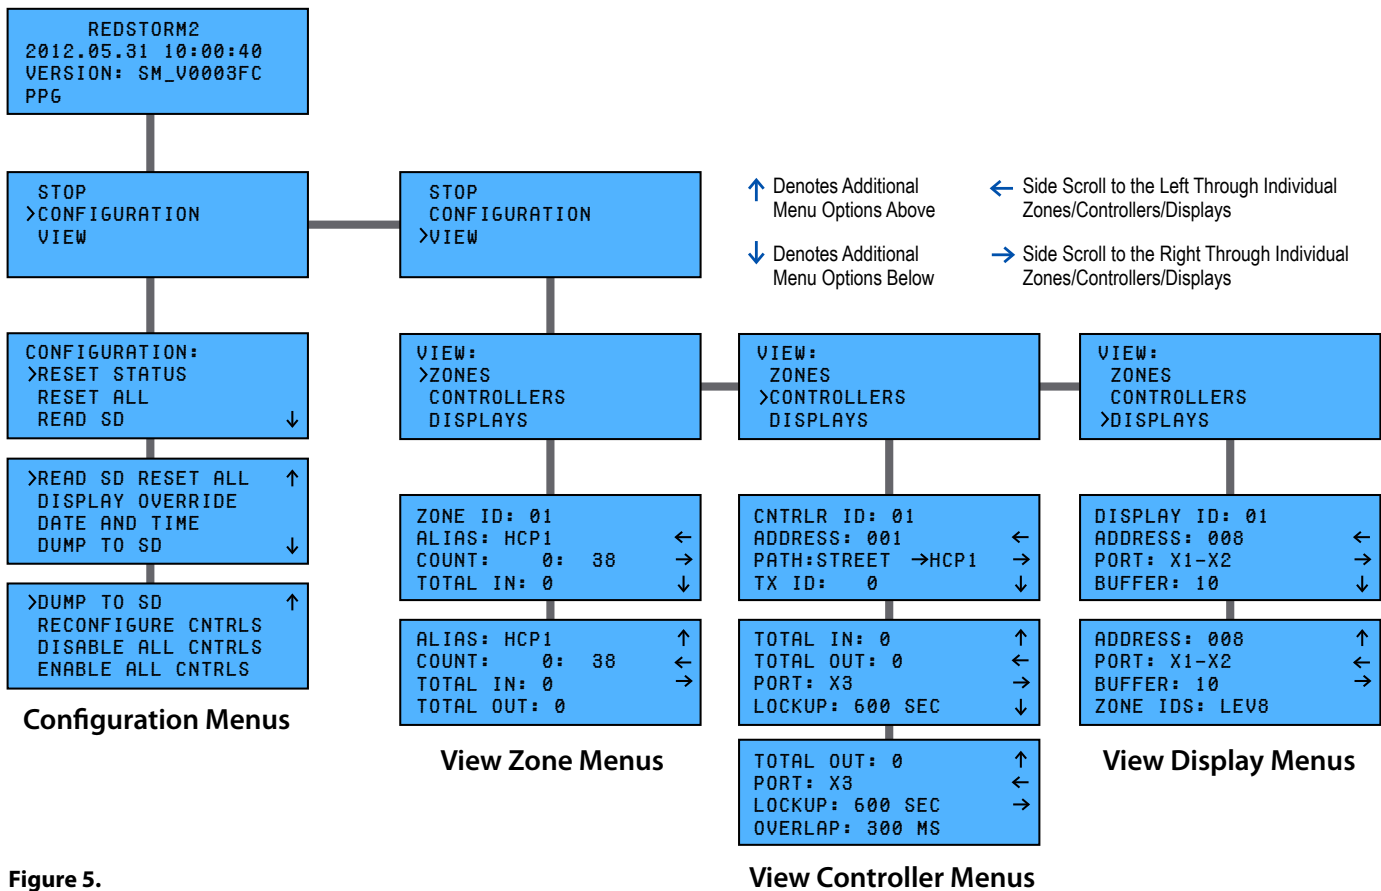 REDSTORM2
2012.05.31 10:00:40
VERSION: SM_V0003FC
PPG
STOP
>CONFIGURATION
VIEW
STOP
CONFIGURATION
>VIEW
↑ Denotes Additional
Menu Options Above
↓ Denotes Additional
Menu Options Below
← Side Scroll to the Left Through Individual
Zones/Controllers/Displays
→ Side Scroll to the Right Through Individual
Zones/Controllers/Displays
CONFIGURATION:
>RESET STATUS
RESET ALL
READ SD ↓
>READ SD RESET ALL ↑
DISPLAY OVERRIDE
DATE AND TIME
DUMP TO SD ↓
>DUMP TO SD ↑
RECONFIGURE CNTRLS
DISABLE ALL CNTRLS
ENABLE ALL CNTRLS
Configuration Menus
VIEW:
>ZONES
CONTROLLERS
DISPLAYS
ZONE ID: 01
ALIAS: HCP1 ←
COUNT: 0: 38 →
TOTAL IN: 0 ↓
ALIAS: HCP1 ↑
COUNT: 0: 38 ←
TOTAL IN: 0 →
TOTAL OUT: 0
View Zone Menus
VIEW:
ZONES
>CONTROLLERS
DISPLAYS
CNTRLR ID: 01
ADDRESS: 001 ←
PATH:STREET →HCP1 →
TX ID: 0 ↓
TOTAL IN: 0 ↑
TOTAL OUT: 0 ←
PORT: X3 →
LOCKUP: 600 SEC ↓
TOTAL OUT: 0 ↑
PORT: X3 ←
LOCKUP: 600 SEC →
OVERLAP: 300 MS
View Controller Menus
VIEW:
ZONES
CONTROLLERS
>DISPLAYS
DISPLAY ID: 01
ADDRESS: 008 ←
PORT: X1-X2 →
BUFFER: 10 ↓
ADDRESS: 008 ↑
PORT: X1-X2 ←
BUFFER: 10 →
ZONE IDS: LEV8
View Display Menus
Figure 5.